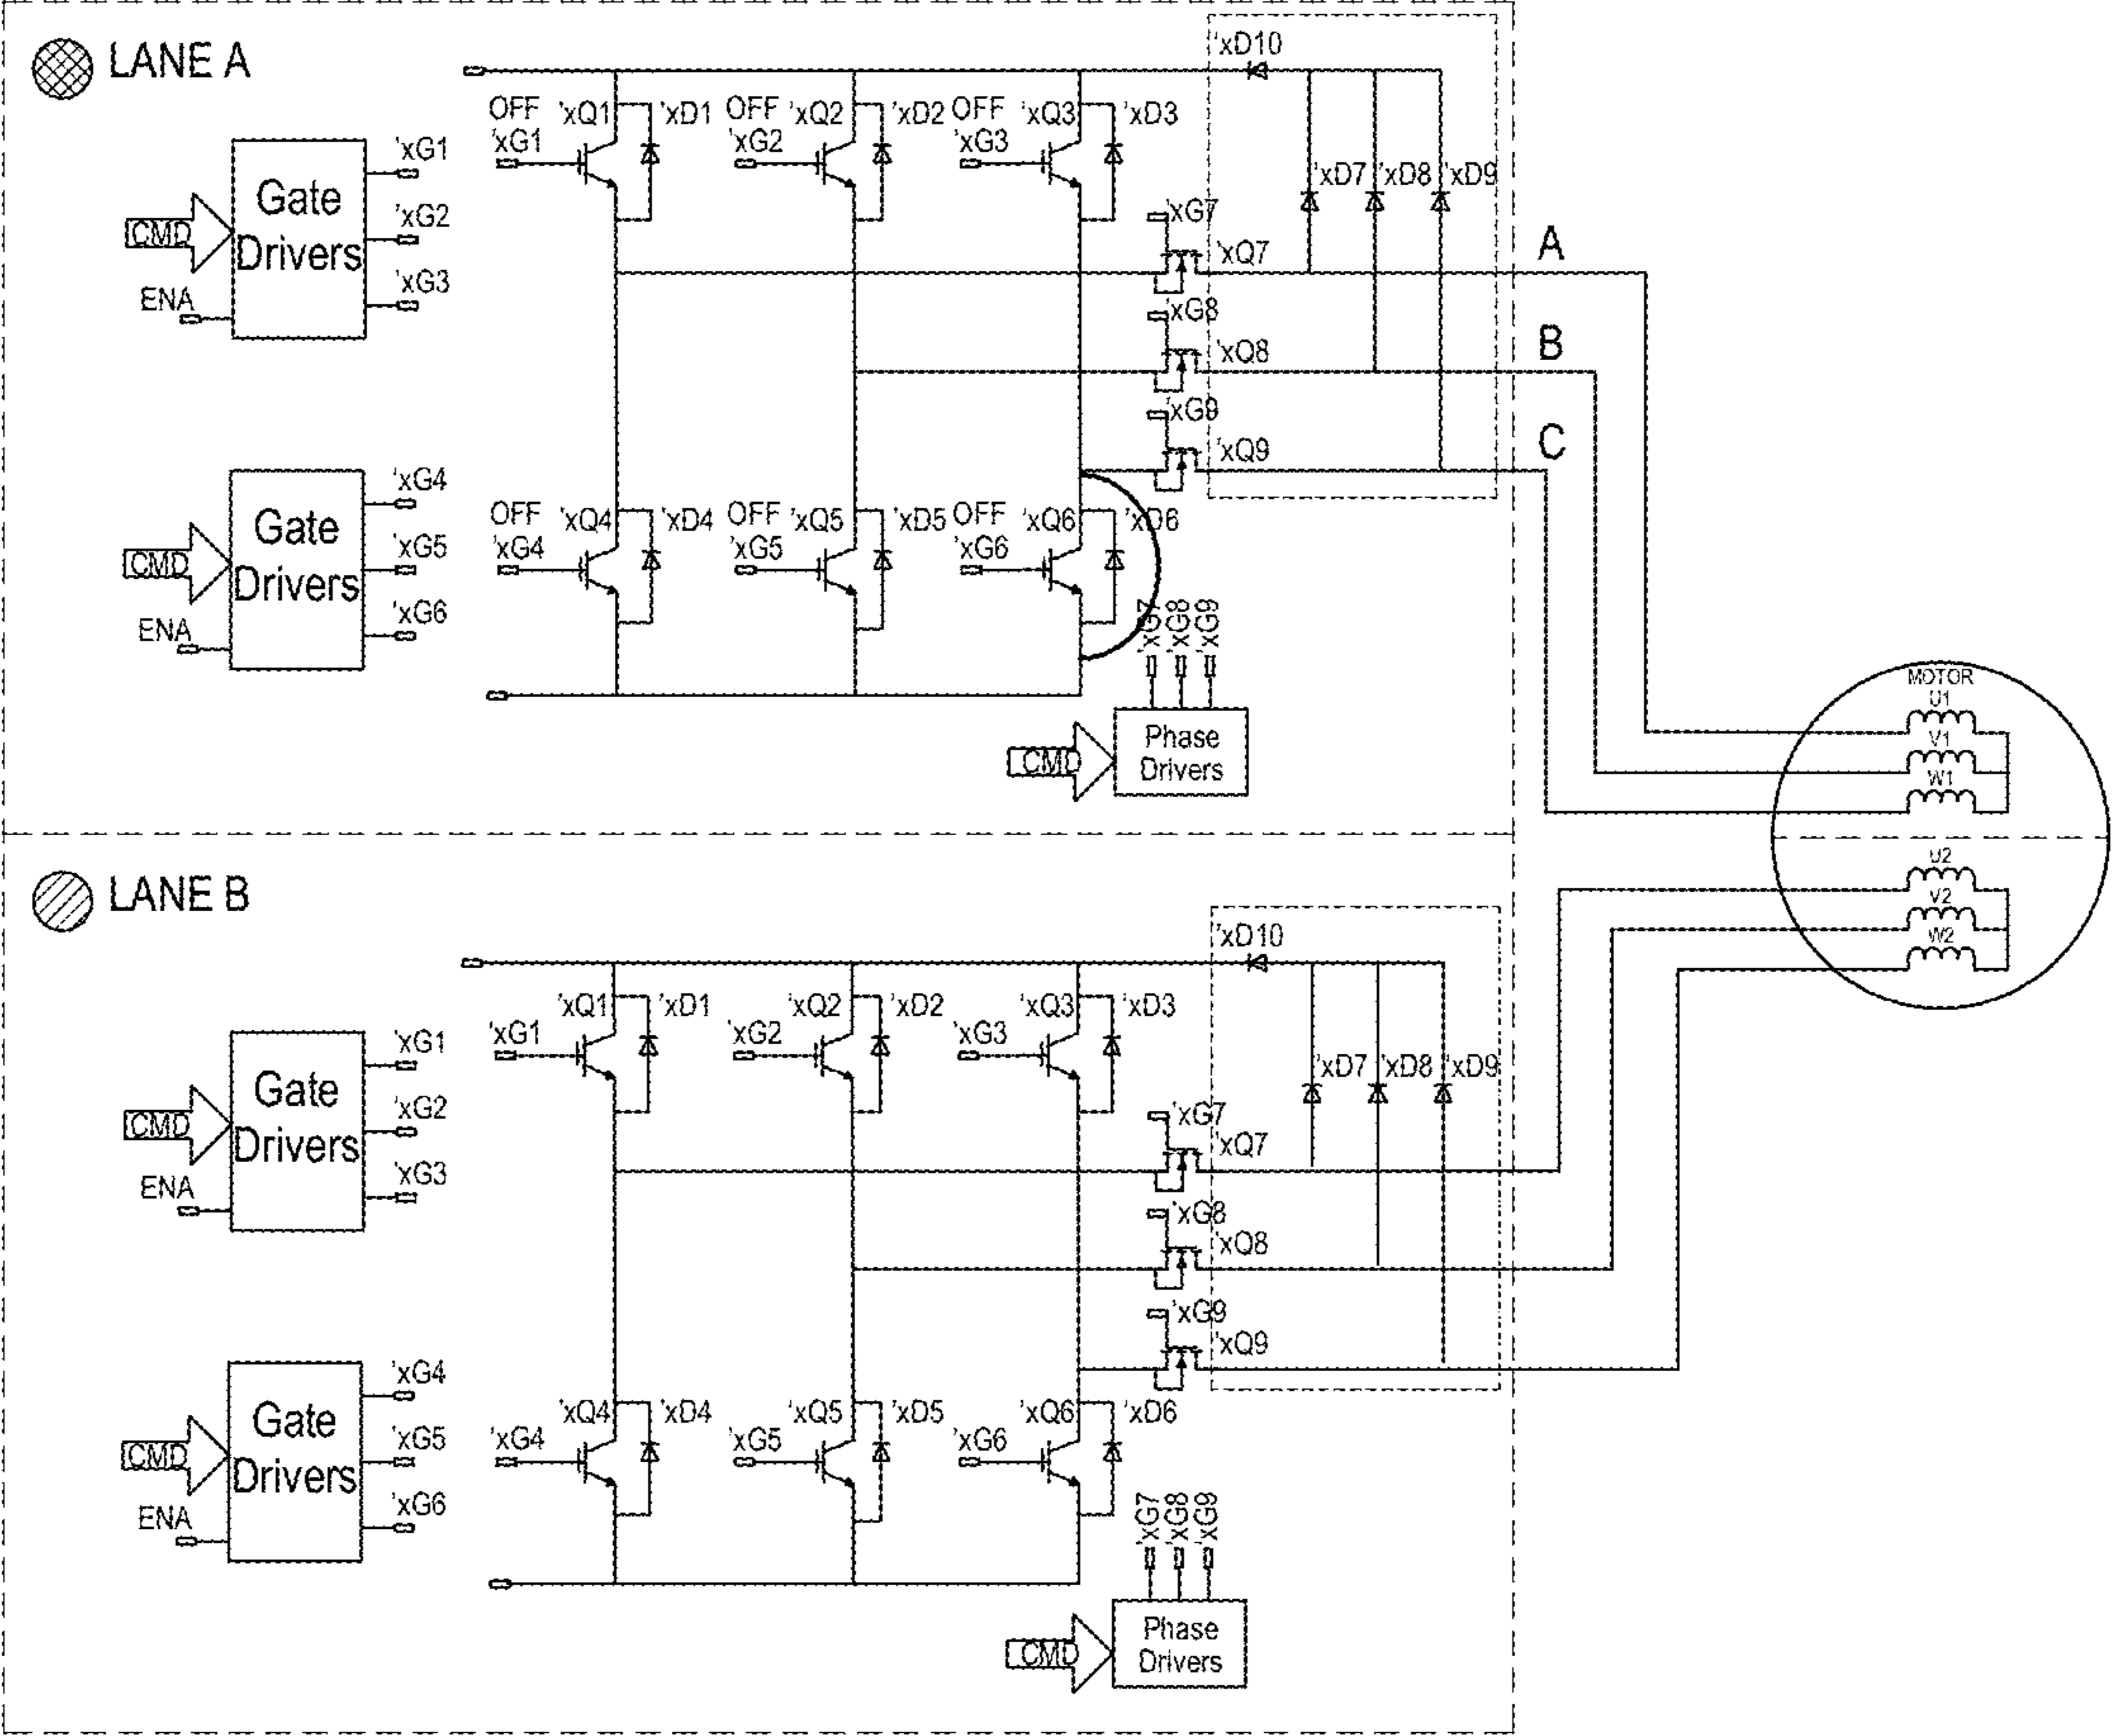 LANE A
'xD10
OFF 'xQ1 'xD1 OFF 'xQ2 'xD2 OFF 'xQ3 'xD3
'xG1 'xG2 'xG3
'xG1
Gate
Drivers
CMD
'xG2
'xG3
ENA
'xD7 'xD8 'xD9
'xG7
'xQ7
A
'xG8
'xQ8
B
'xG9
'xQ9
C
'xG4
Gate
Drivers
CMD
'xG5
'xG6
ENA
OFF 'xQ4 'xD4 OFF 'xQ5 'xD5 OFF 'xQ6 'xD6
'xG4 'xG5 'xG6
'xG7 'xG8 'xG9
CMD
Phase
Drivers
MOTOR
U1
V1
W1
U2
V2
W2
LANE B
'xD10
'xQ1 'xD1 'xQ2 'xD2 'xQ3 'xD3
'xG1 'xG2 'xG3
'xG1
Gate
Drivers
CMD
'xG2
'xG3
ENA
'xD7 'xD8 'xD9
'xG7
'xQ7
'xG8
'xQ8
'xG9
'xQ9
'xG4
Gate
Drivers
CMD
'xG5
'xG6
ENA
'xQ4 'xD4 'xQ5 'xD5 'xQ6 'xD6
'xG4 'xG5 'xG6
'xG7 'xG8 'xG9
CMD
Phase
Drivers